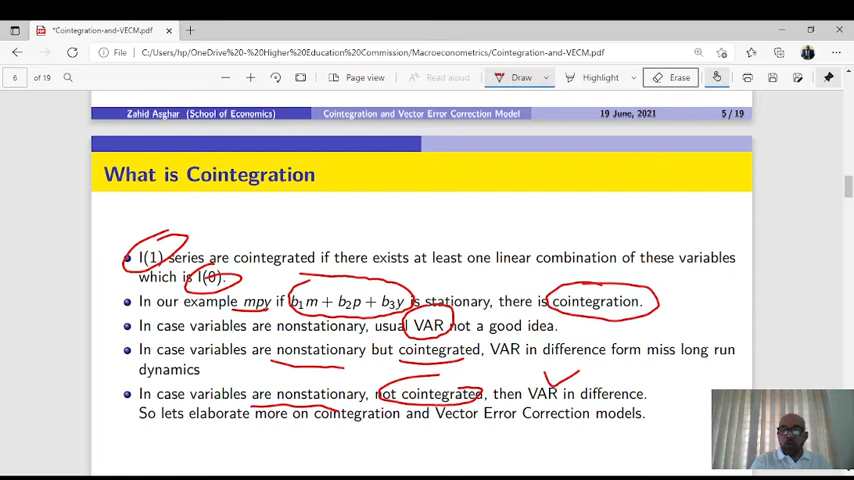 *Cointegration-and-VECM.pdf
File C:/Users/hp/OneDrive%20-%20Higher%20Education%20Commission/Macroeconometrics/Cointegration-and-VECM.pdf
6 of 19 Page view Read aloud Draw Highlight Erase
Zahid Asghar (School of Economics) Cointegration and Vector Error Correction Model 19 June, 2021 5 / 19
What is Cointegration
I(1) series are cointegrated if there exists at least one linear combination of these variables
which is I(0).
In our example mpy if b₁m + b₂p + b₃y is stationary, there is cointegration.
In case variables are nonstationary, usual VAR not a good idea.
In case variables are nonstationary but cointegrated, VAR in difference form miss long run
dynamics
In case variables are nonstationary, not cointegrated, then VAR in difference.
So lets elaborate more on cointegration and Vector Error Correction models.